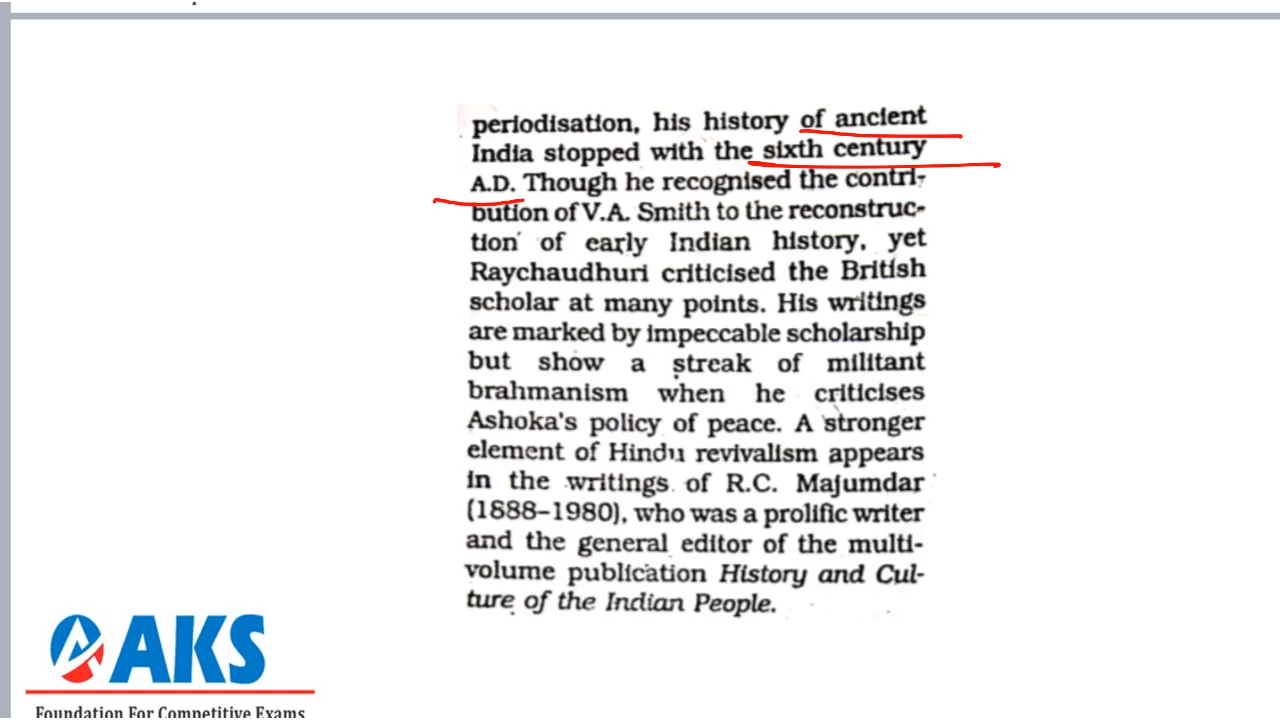 periodisation, his history of ancient
India stopped with the sixth century
A.D. Though he recognised the contri-
bution of V.A. Smith to the reconstruc-
tion of early Indian history, yet
Raychaudhuri criticised the British
scholar at many points. His writings
are marked by impeccable scholarship
but show a streak of militant
brahmanism when he criticises
Ashoka's policy of peace. A stronger
element of Hindu revivalism appears
in the writings of R.C. Majumdar
(1888–1980), who was a prolific writer
and the general editor of the multi-
volume publication History and Cul-
ture of the Indian People.
AKS
Foundation For Competitive Exams